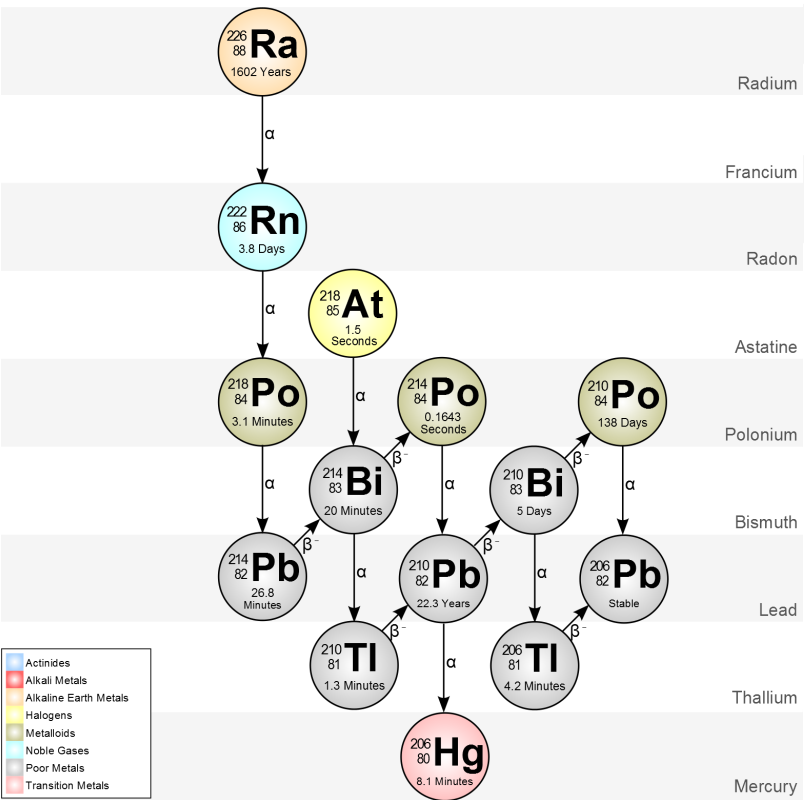 226
88 Ra
1602 Years
Radium
α
Francium
222
86 Rn
3.8 Days
Radon
α
218
85 At
1.5
Seconds
Astatine
218
84 Po
3.1 Minutes
α
214
84 Po
0.1643
Seconds
210
84 Po
138 Days
Polonium
α
β⁻
214
83 Bi
20 Minutes
α
β⁻
210
83 Bi
5 Days
α
Bismuth
214
82 Pb
26.8
Minutes
β⁻
α
210
82 Pb
22.3 Years
β⁻
α
206
82 Pb
Stable
Lead
210
81 Tl
1.3 Minutes
β⁻
α
206
81 Tl
4.2 Minutes
β⁻
Thallium
206
80 Hg
8.1 Minutes
Mercury
Actinides
Alkali Metals
Alkaline Earth Metals
Halogens
Metalloids
Noble Gases
Poor Metals
Transition Metals